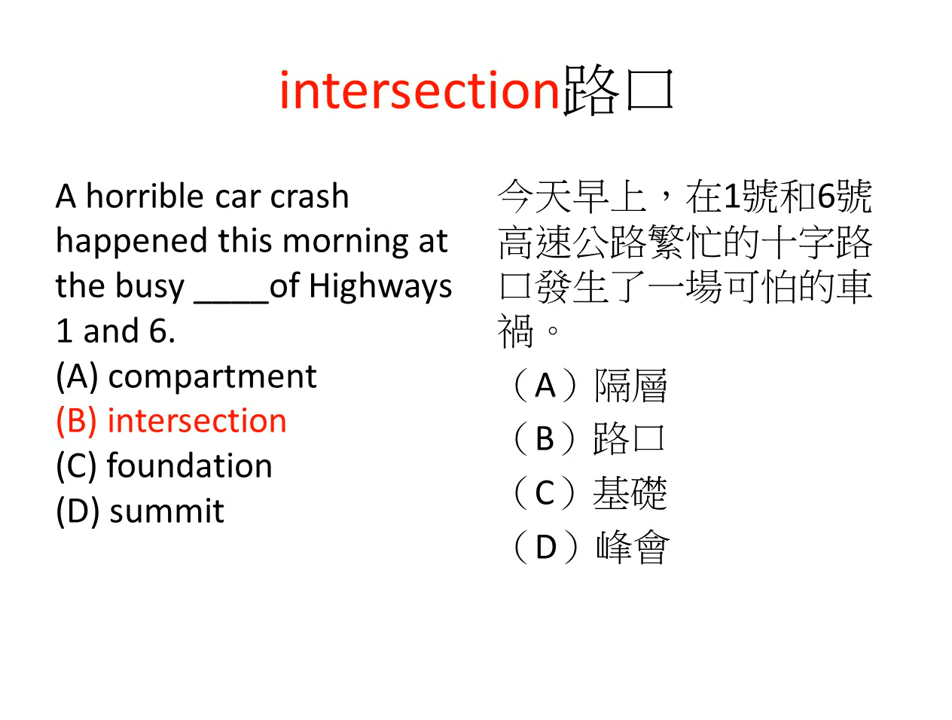 intersection路口
A horrible car crash
happened this morning at
the busy ____of Highways
1 and 6.
(A) compartment
(B) intersection
(C) foundation
(D) summit
今天早上，在1號和6號
高速公路繁忙的十字路
口發生了一場可怕的車
禍。
（A）隔層
（B）路口
（C）基礎
（D）峰會